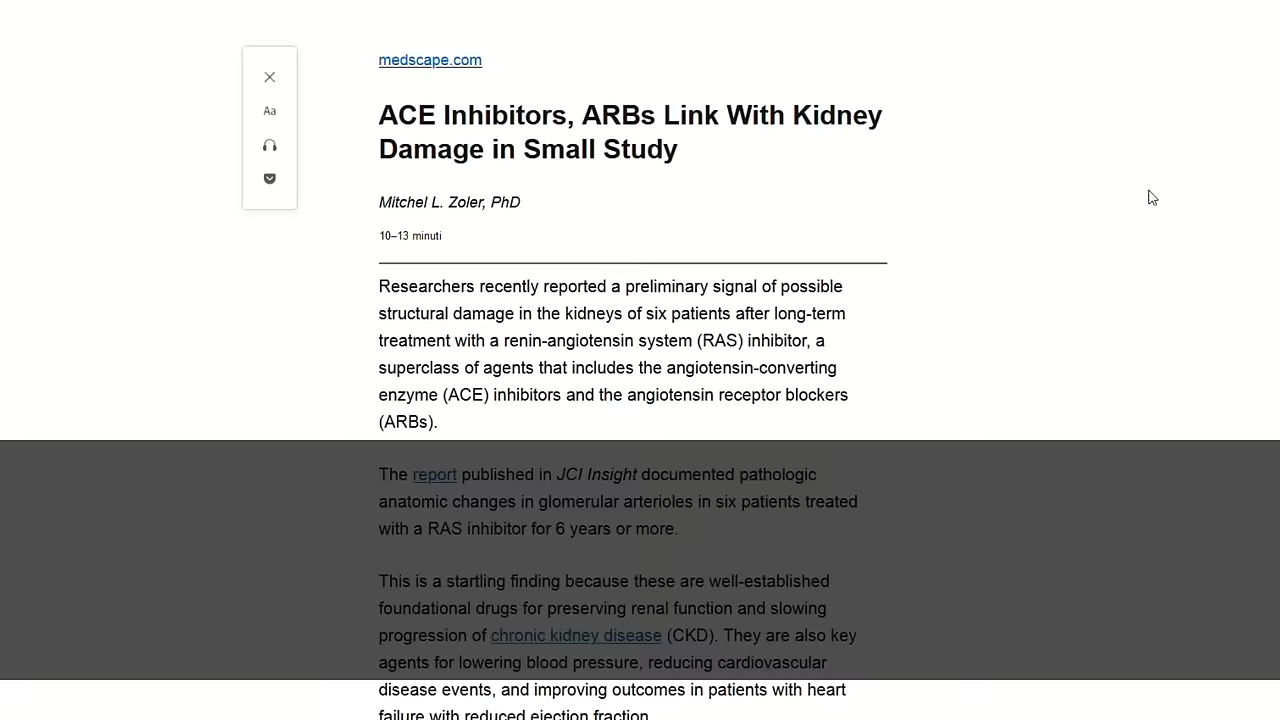 medscape.com
Aa
ACE Inhibitors, ARBs Link With Kidney
Damage in Small Study
Mitchel L. Zoler, PhD
10–13 minuti
Researchers recently reported a preliminary signal of possible
structural damage in the kidneys of six patients after long-term
treatment with a renin-angiotensin system (RAS) inhibitor, a
superclass of agents that includes the angiotensin-converting
enzyme (ACE) inhibitors and the angiotensin receptor blockers
(ARBs).
The report published in JCI Insight documented pathologic
anatomic changes in glomerular arterioles in six patients treated
with a RAS inhibitor for 6 years or more.
This is a startling finding because these are well-established
foundational drugs for preserving renal function and slowing
progression of chronic kidney disease (CKD). They are also key
agents for lowering blood pressure, reducing cardiovascular
disease events, and improving outcomes in patients with heart
failure with reduced ejection fraction.